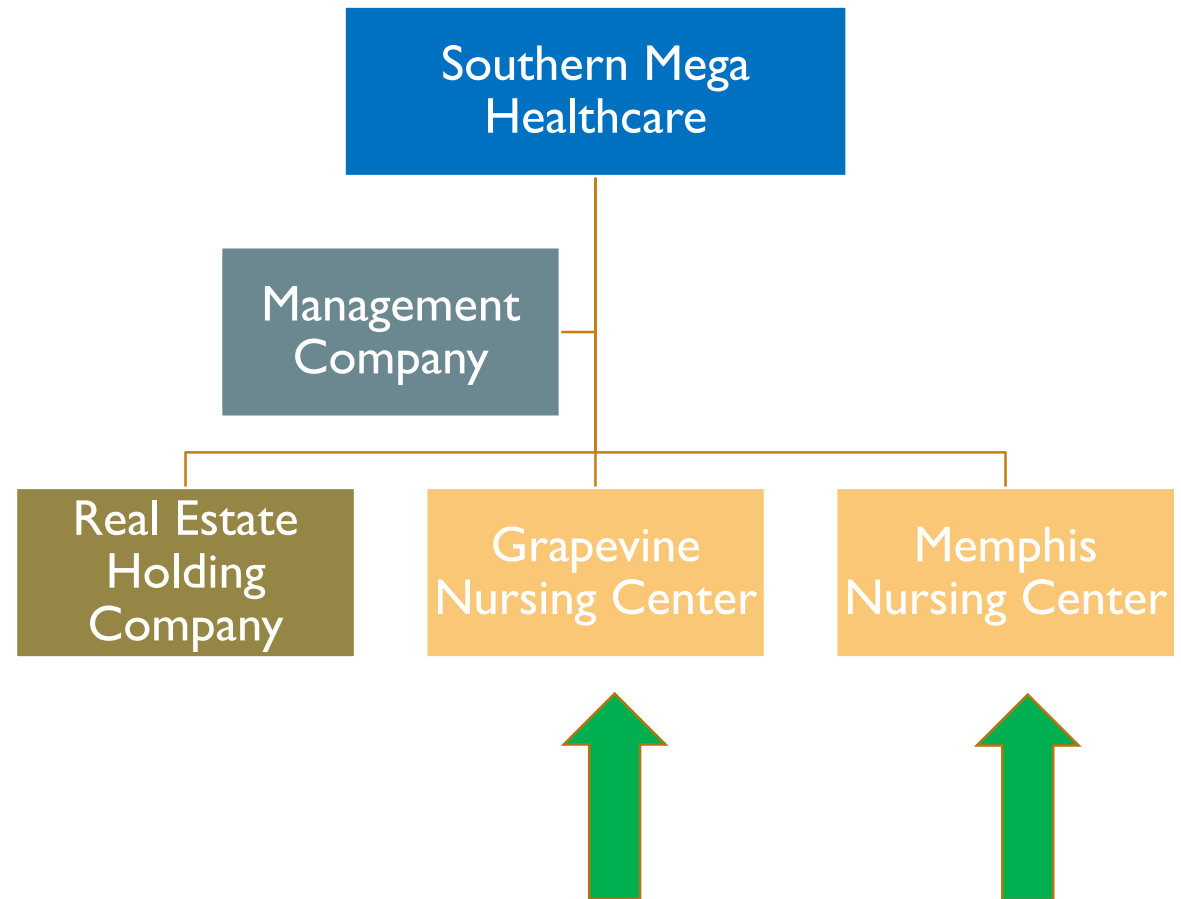 Southern Mega
Healthcare
Management
Company
Real Estate
Holding
Company
Grapevine
Nursing Center
Memphis
Nursing Center